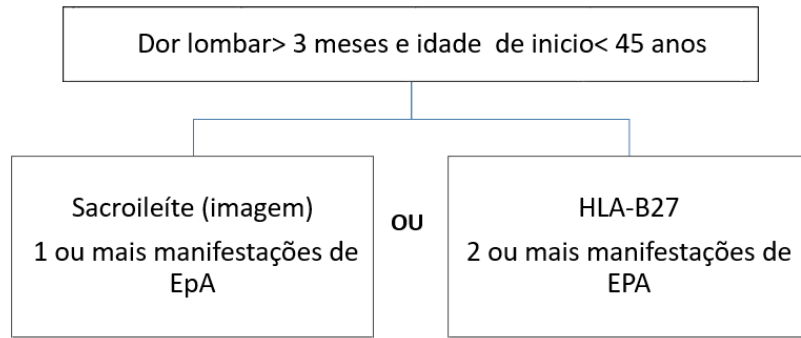 Dor lombar> 3 meses e idade de inicio< 45 anos
Sacroileíte (imagem)
1 ou mais manifestações de
EpA
OU
HLA-B27
2 ou mais manifestações de
EPA